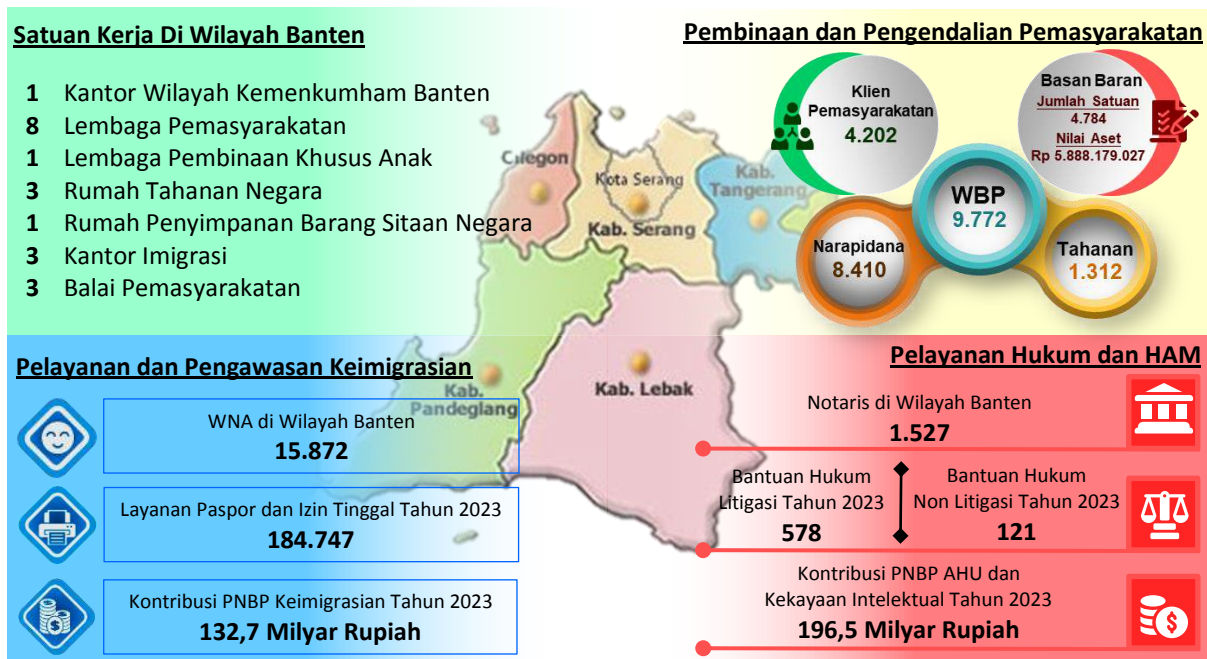 Satuan Kerja Di Wilayah Banten
1 Kantor Wilayah Kemenkumham Banten
8 Lembaga Pemasyarakatan
1 Lembaga Pembinaan Khusus Anak
3 Rumah Tahanan Negara
1 Rumah Penyimpanan Barang Sitaan Negara
3 Kantor Imigrasi
3 Balai Pemasyarakatan
Pembinaan dan Pengendalian Pemasyarakatan
Klien
Pemasyarakatan
4.202
Basan Baran
Jumlah Satuan
4.784
Nilai Aset
Rp 5.888.179.027
WBP
9.772
Narapidana
8.410
Tahanan
1.312
Cilegon
Kota Serang
Kab. Serang
Kab.
Tangerang
Kab.
Pandeglang
Kab. Lebak
Pelayanan dan Pengawasan Keimigrasian
WNA di Wilayah Banten
15.872
Layanan Paspor dan Izin Tinggal Tahun 2023
184.747
Kontribusi PNBP Keimigrasian Tahun 2023
132,7 Milyar Rupiah
Pelayanan Hukum dan HAM
Notaris di Wilayah Banten
1.527
Bantuan Hukum
Litigasi Tahun 2023
578
Bantuan Hukum
Non Litigasi Tahun 2023
121
Kontribusi PNBP AHU dan
Kekayaan Intelektual Tahun 2023
196,5 Milyar Rupiah